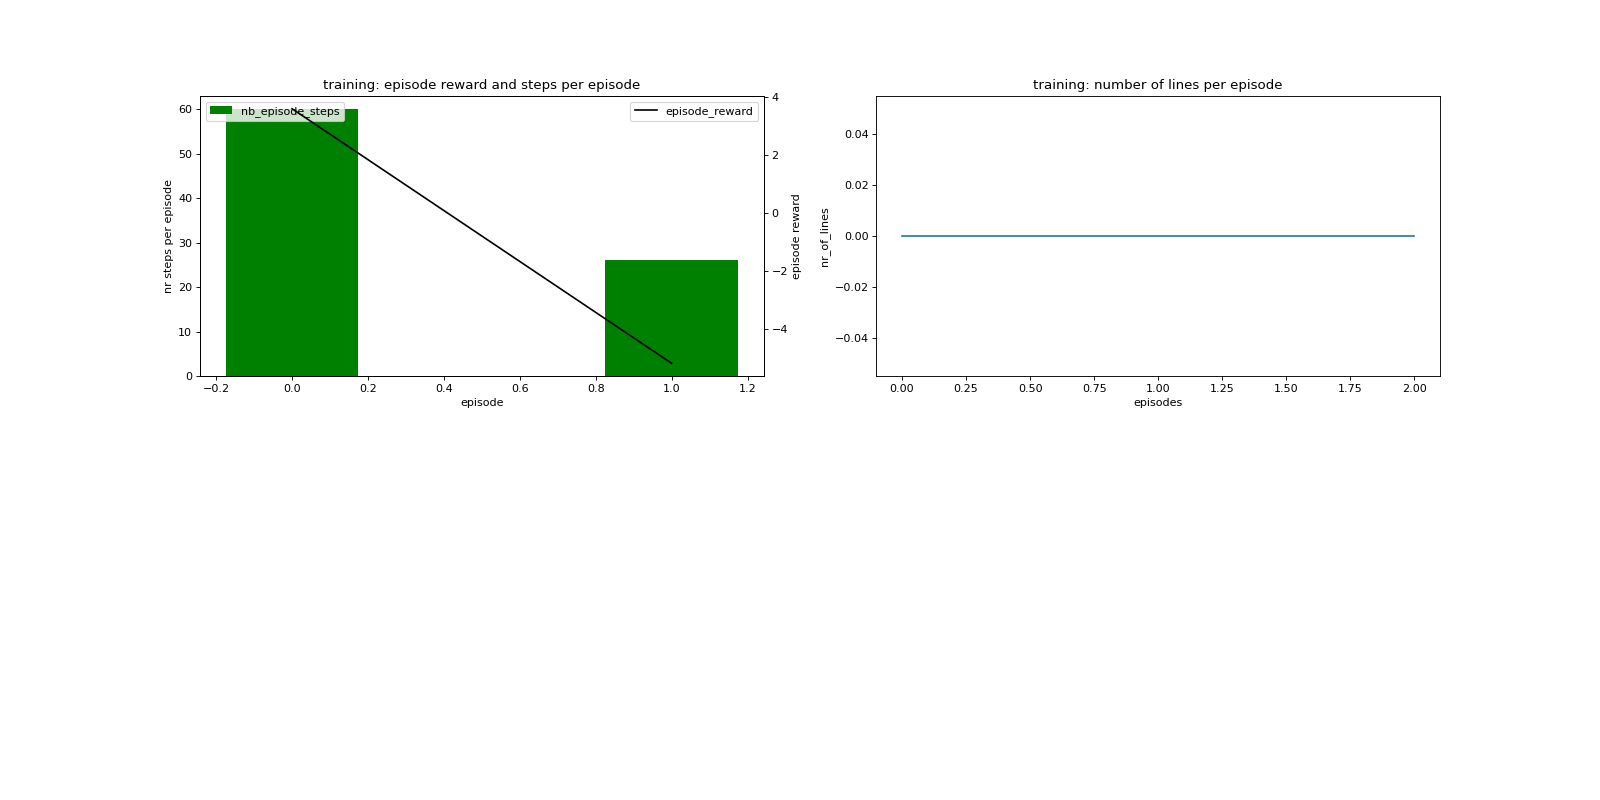 training: episode reward and steps per episode
nb_episode_steps
episode_reward
60
50
40
30
20
10
0
nr steps per episode
4
2
0
−2
−4
episode reward
−0.2 0.0 0.2 0.4 0.6 0.8 1.0 1.2
episode
training: number of lines per episode
0.04
0.02
0.00
−0.02
−0.04
nr_of_lines
0.00 0.25 0.50 0.75 1.00 1.25 1.50 1.75 2.00
episodes